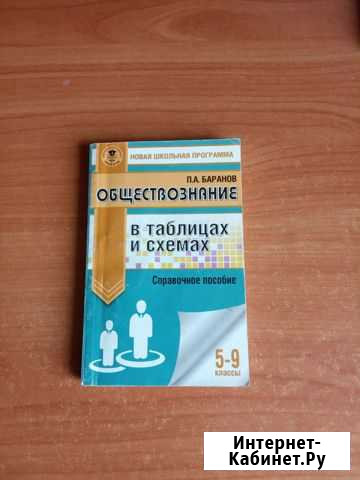 НОВАЯ ШКОЛЬНАЯ ПРОГРАММА
П.А. БАРАНОВ
ОБЩЕСТВОЗНАНИЕ
в таблицах
и схемах
Справочное пособие
5-9
классы
Интернет-
Кабинет.Ру